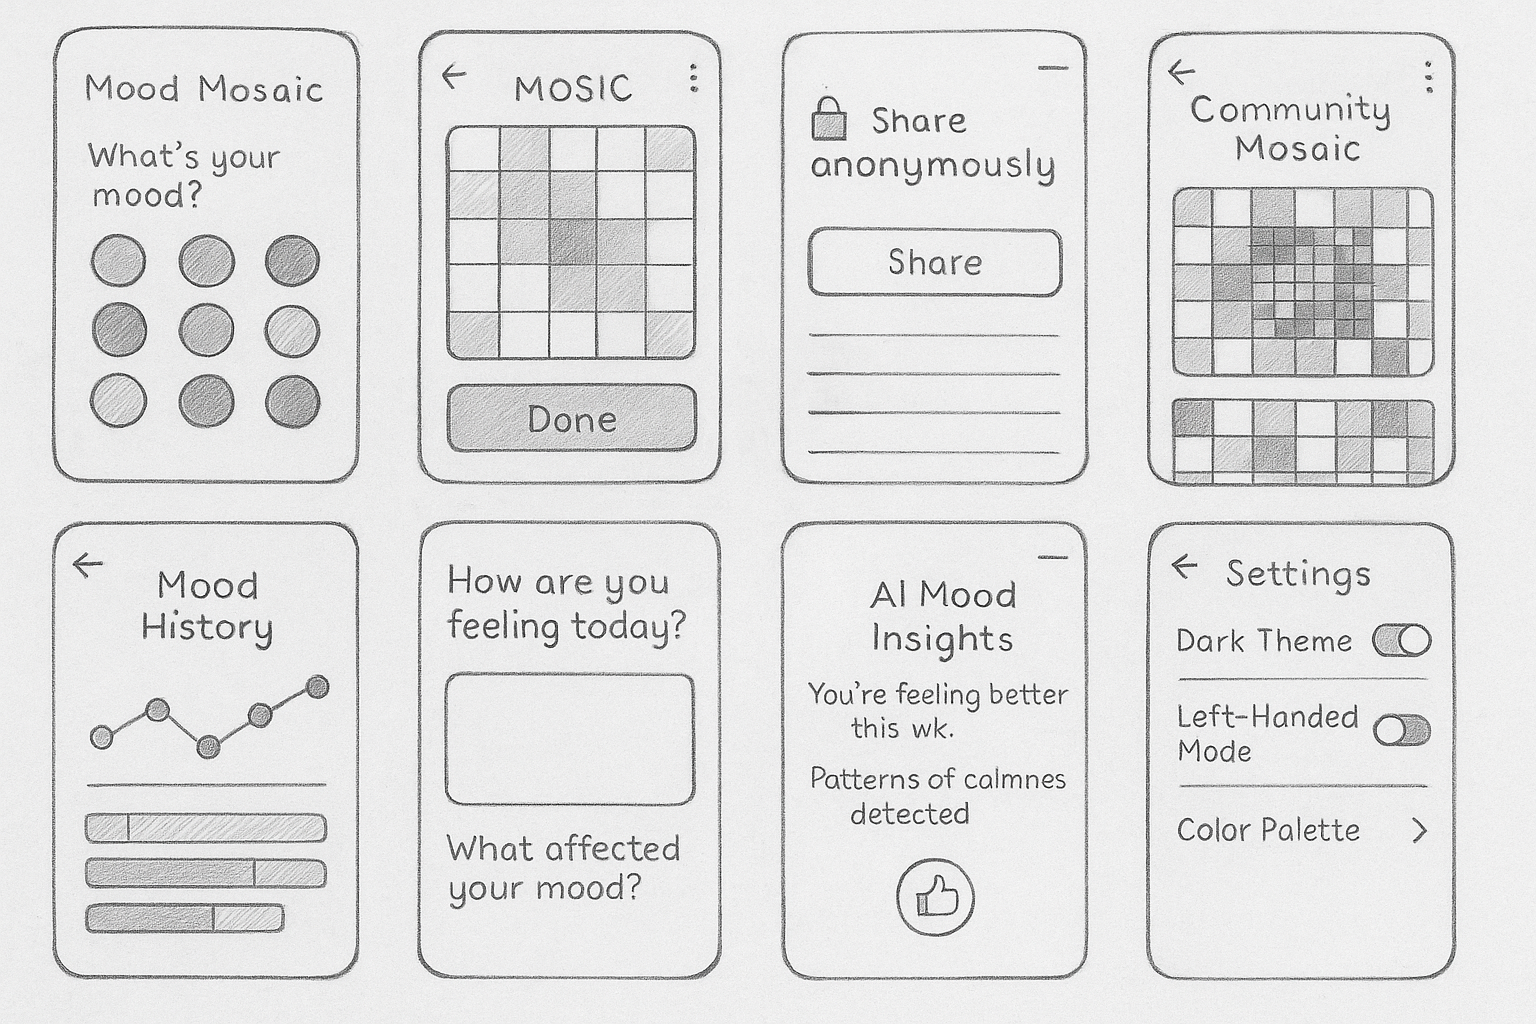 Mood Mosaic
What's your
mood?
MOSIC
Done
Share
anonymously
Share
Community
Mosaic
Mood
History
How are you
feeling today?
What affected
your mood?
AI Mood
Insights
You're feeling better
this wk.
Patterns of calmnes
detected
Settings
Dark Theme
Left-Handed
Mode
Color Palette